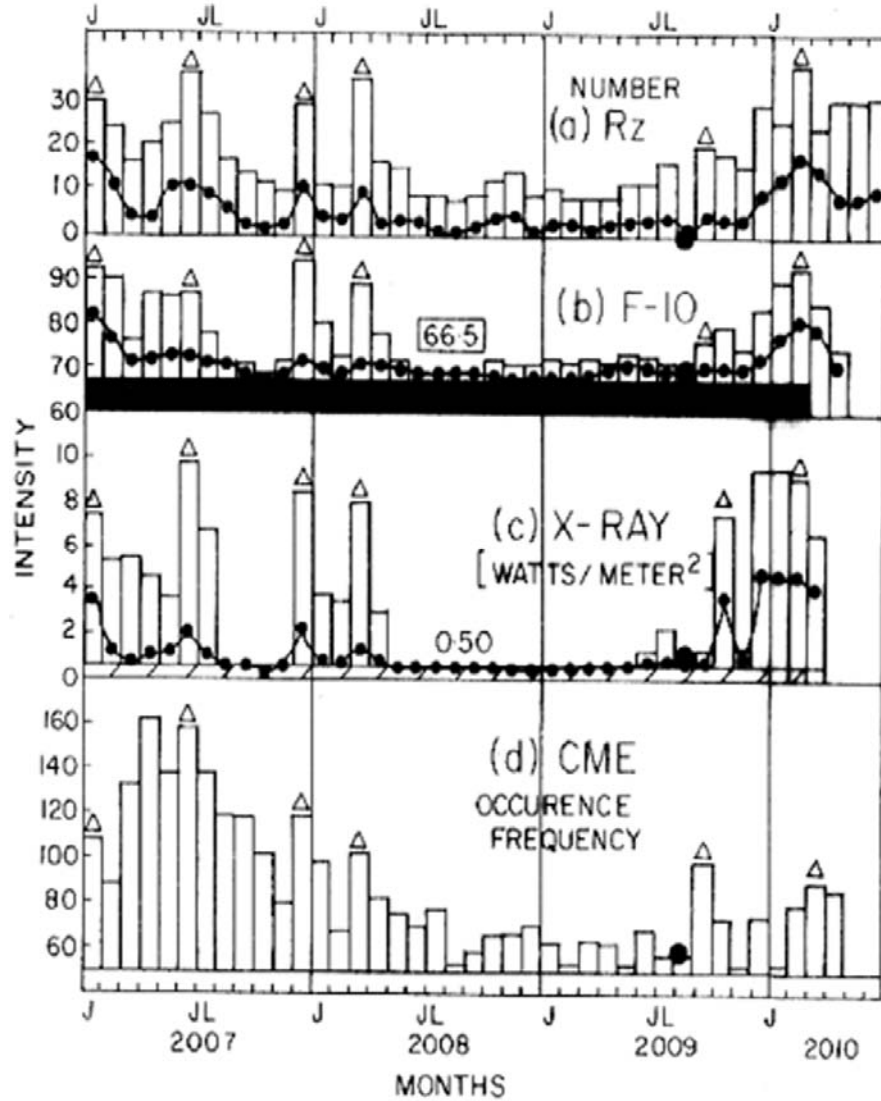 J JL J JL J JL J
NUMBER
(a) Rz
30
20
10
0
(b) F-10
90
80
70
60
66.5
INTENSITY
(c) X-RAY
[WATTS/METER²]
10
8
6
4
2
0
0.50
(d) CME
OCCURENCE
FREQUENCY
160
140
120
100
80
60
J JL J JL J JL J
2007 2008 2009 2010
MONTHS